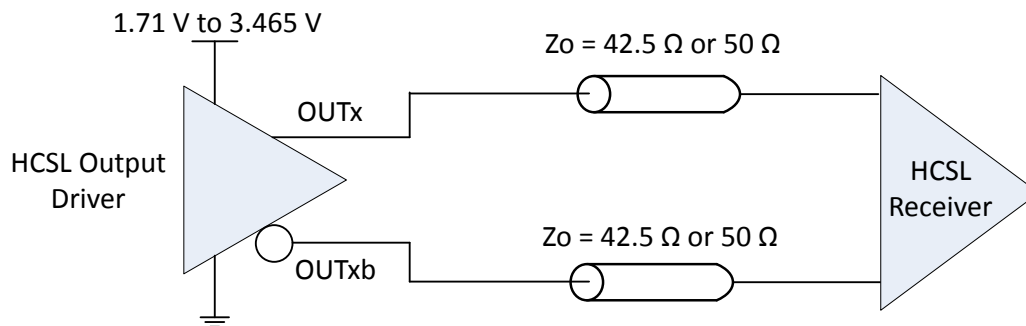 1.71 V to 3.465 V
Zo = 42.5 Ω or 50 Ω
OUTx
HCSL Output
Driver
HCSL
Receiver
Zo = 42.5 Ω or 50 Ω
OUTxb